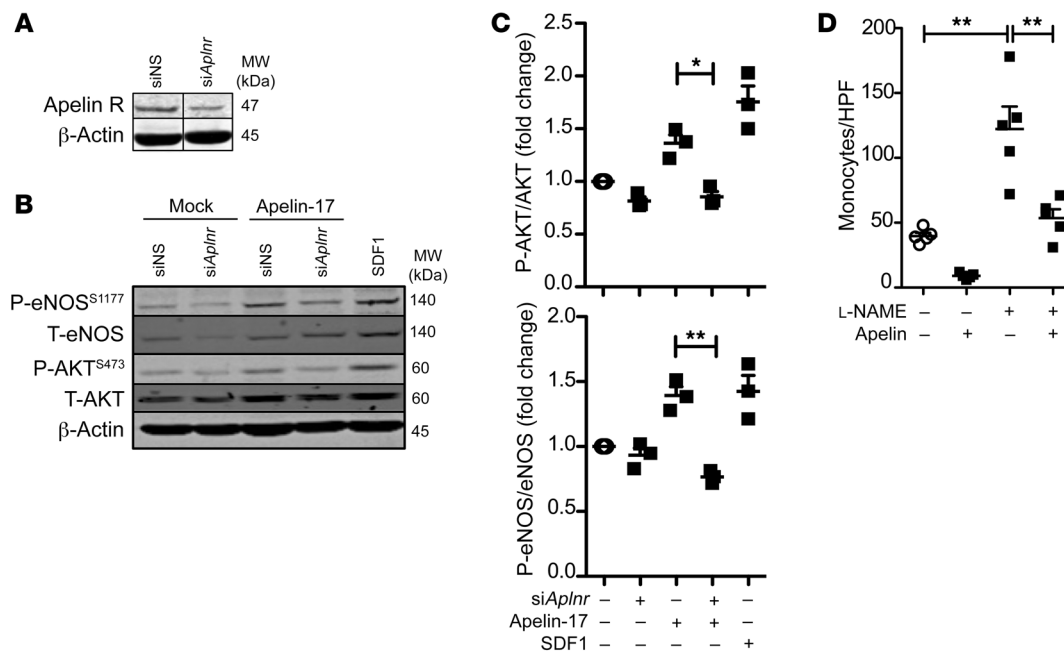 A
siNS
siAplnr
MW
(kDa)
Apelin R
47
β-Actin
45
B
Mock
Apelin-17
siNS
siAplnr
siNS
siAplnr
SDF1
MW
(kDa)
P-eNOS^S1177
140
T-eNOS
140
P-AKT^S473
60
T-AKT
60
β-Actin
45
C
P-AKT/AKT (fold change)
2.5
2.0
1.5
1.0
0.5
0.0
*
P-eNOS/eNOS (fold change)
2.0
1.5
1.0
0.5
0.0
**
siAplnr – + – + –
Apelin-17 – – + + –
SDF1 – – – – +
D
Monocytes/HPF
200
150
100
50
0
** **
L-NAME – – + +
Apelin – + – +